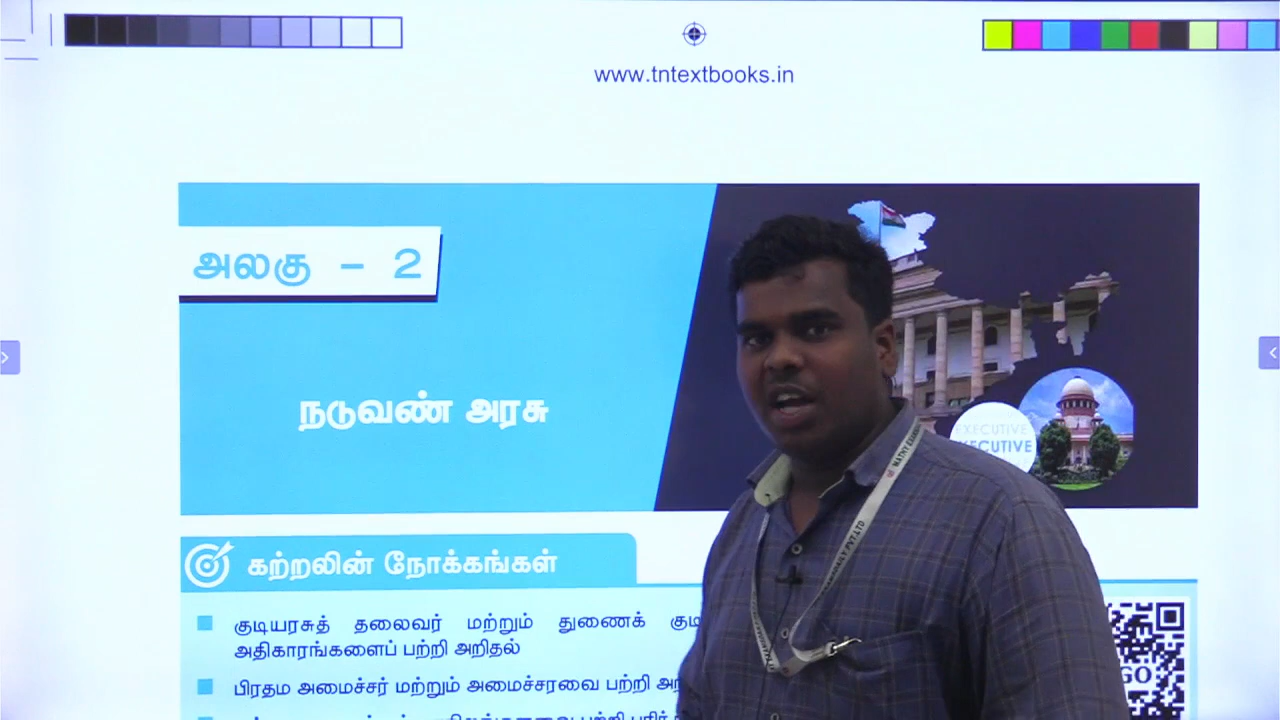 www.tntextbooks.in
அலகு - 2
நடுவண் அரசு
EXECUTIVE
கற்றலின் நோக்கங்கள்
குடியரசுத் தலைவர் மற்றும் துணைக்
அதிகாரங்களைப் பற்றி அறிதல்
பிரதம அமைச்சர் மற்றும் அமைச்சரவை பற்றி